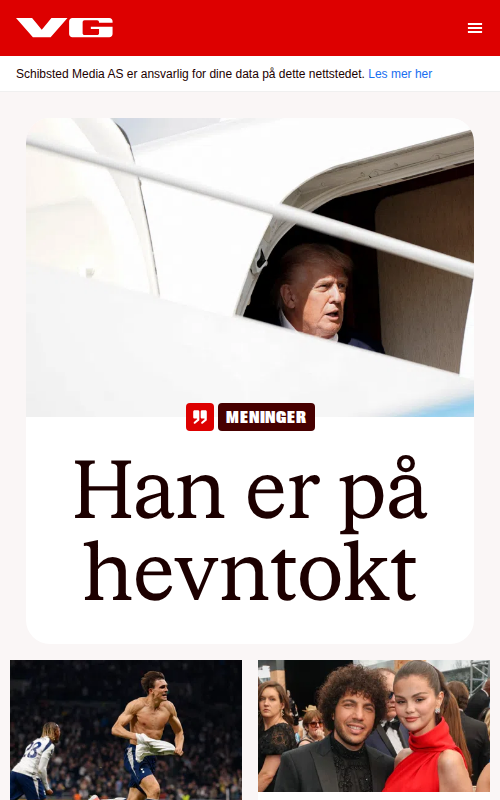 VG
Schibsted Media AS er ansvarlig for dine data på dette nettstedet. Les mer her
MENINGER
Han er på
hevntokt
23